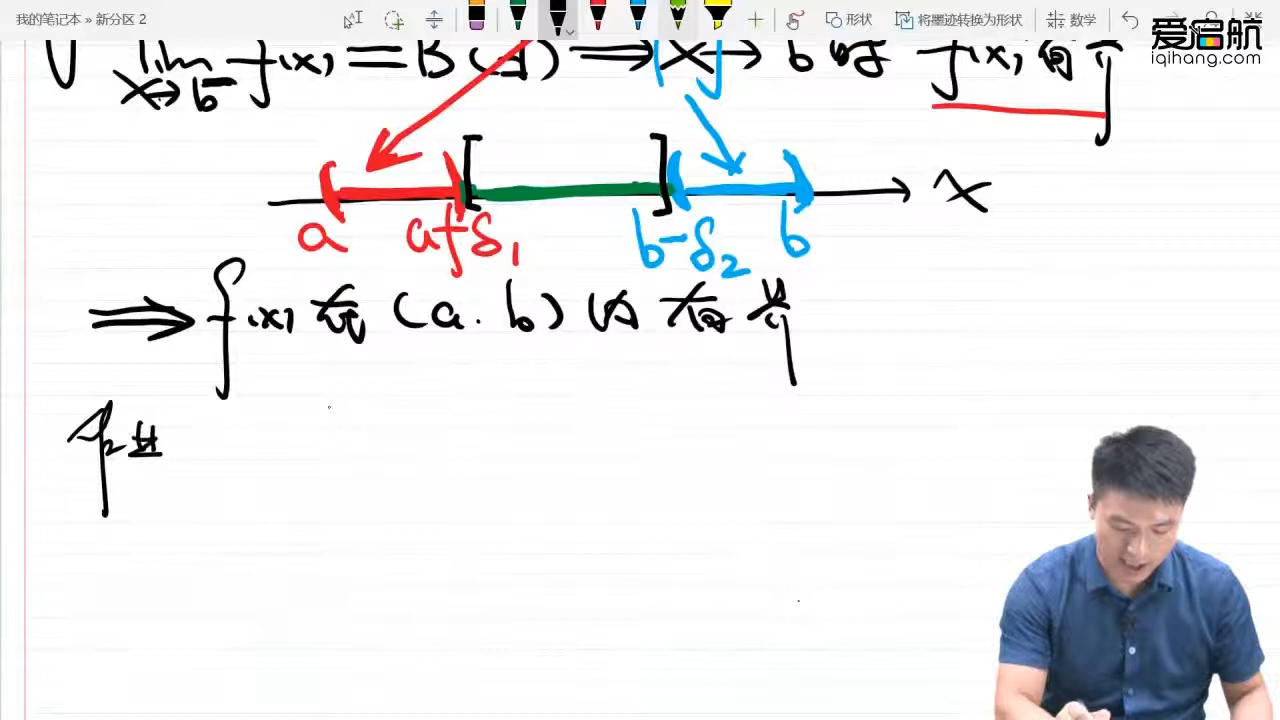 我的笔记本 » 新分区 2
形状 将墨迹转换为形状 数学
爱启航
iqihang.com
lim f(x) = B(∃) ⟹ x → b⁻ 时 f(x) 有界
x→b⁻
a a+δ₁ b-δ₂ b x
⟹ f(x) 在 (a, b) 内有界